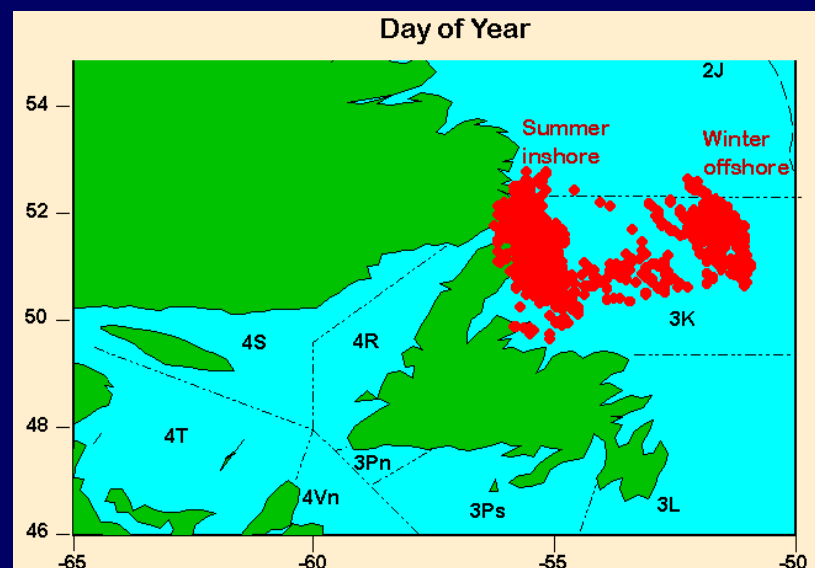 Day of Year
2J
54
Summer
inshore
Winter
offshore
52
50
3K
4S
4R
48
4T
3Pn
4Vn
3Ps
3L
46
-65
-60
-55
-50